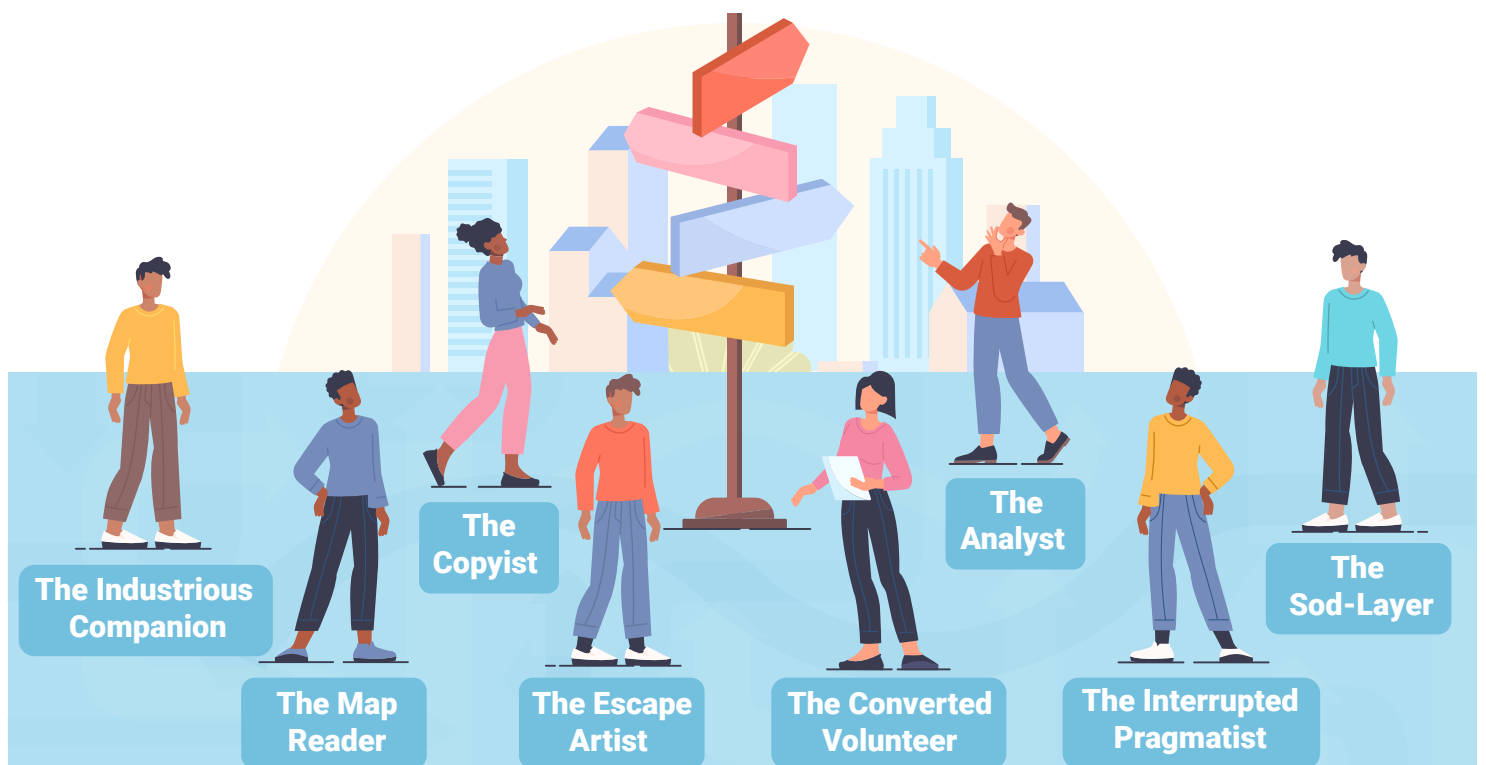 The Industrious
Companion
The Map
Reader
The
Copyist
The Escape
Artist
The Converted
Volunteer
The
Analyst
The Interrupted
Pragmatist
The
Sod-Layer